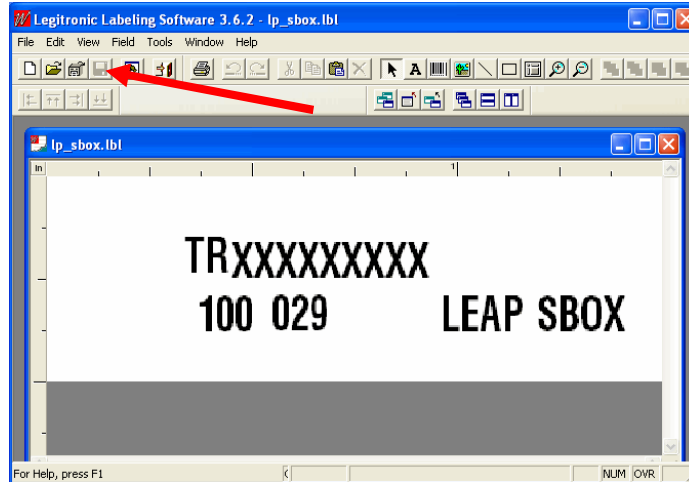 Legitronic Labeling Software 3.6.2 - lp_sbox.lbl
File Edit View Field Tools Window Help
A
lp_sbox.lbl
In
1
TRXXXXXXXXX
100 029 LEAP SBOX
For Help, press F1
NUM OVR